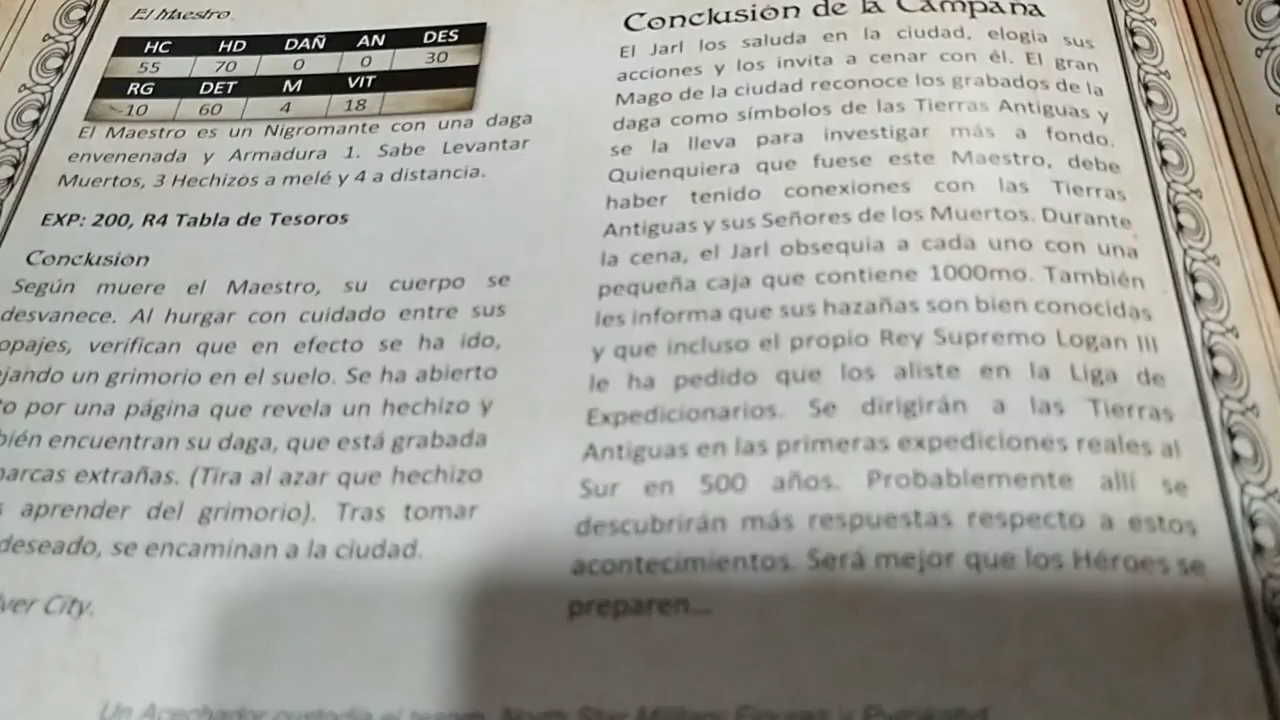 El Maestro
HC HD DAÑ AN DES
55 70 0 0 30
RG DET M VIT
-10 60 4 18
El Maestro es un Nigromante con una daga
envenenada y Armadura 1. Sabe Levantar
Muertos, 3 Hechizos a melé y 4 a distancia.
EXP: 200, R4 Tabla de Tesoros
Conclusión
Según muere el Maestro, su cuerpo se
desvanece. Al hurgar con cuidado entre sus
opajes, verifican que en efecto se ha ido,
jando un grimorio en el suelo. Se ha abierto
to por una página que revela un hechizo y
bién encuentran su daga, que está grabada
arcas extrañas. (Tira al azar que hechizo
s aprender del grimorio). Tras tomar
deseado, se encaminan a la ciudad.
ver City.
Conclusión de la Campaña
El Jarl los saluda en la ciudad, elogia sus
acciones y los invita a cenar con él. El gran
Mago de la ciudad reconoce los grabados de la
daga como símbolos de las Tierras Antiguas y
se la lleva para investigar más a fondo.
Quienquiera que fuese este Maestro, debe
haber tenido conexiones con las Tierras
Antiguas y sus Señores de los Muertos. Durante
la cena, el Jarl obsequia a cada uno con una
pequeña caja que contiene 1000mo. También
les informa que sus hazañas son bien conocidas
y que incluso el propio Rey Supremo Logan III
le ha pedido que los aliste en la Liga de
Expedicionarios. Se dirigirán a las Tierras
Antiguas en las primeras expediciones reales al
Sur en 500 años. Probablemente allí se
descubrirán más respuestas respecto a estos
acontecimientos. Será mejor que los Héroes se
preparen...
Un Acechador custodia el tesoro. North Star Military Figures y